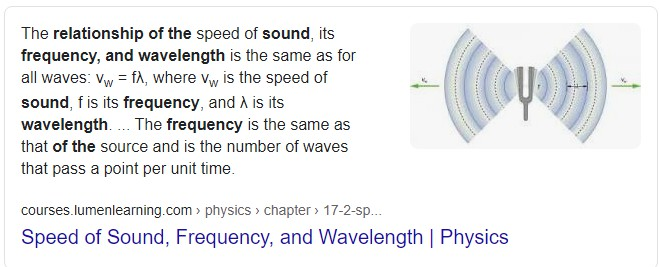 The relationship of the speed of sound, its
frequency, and wavelength is the same as for
all waves: vw = fλ, where vw is the speed of
sound, f is its frequency, and λ is its
wavelength. ... The frequency is the same as
that of the source and is the number of waves
that pass a point per unit time.
courses.lumenlearning.com › physics › chapter › 17-2-sp...
Speed of Sound, Frequency, and Wavelength | Physics